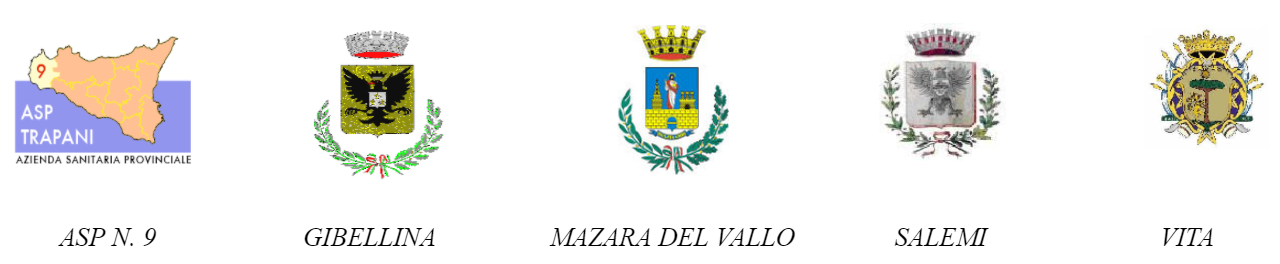 9
ASP
TRAPANI
AZIENDA SANITARIA PROVINCIALE
ASP N. 9 GIBELLINA MAZARA DEL VALLO SALEMI VITA